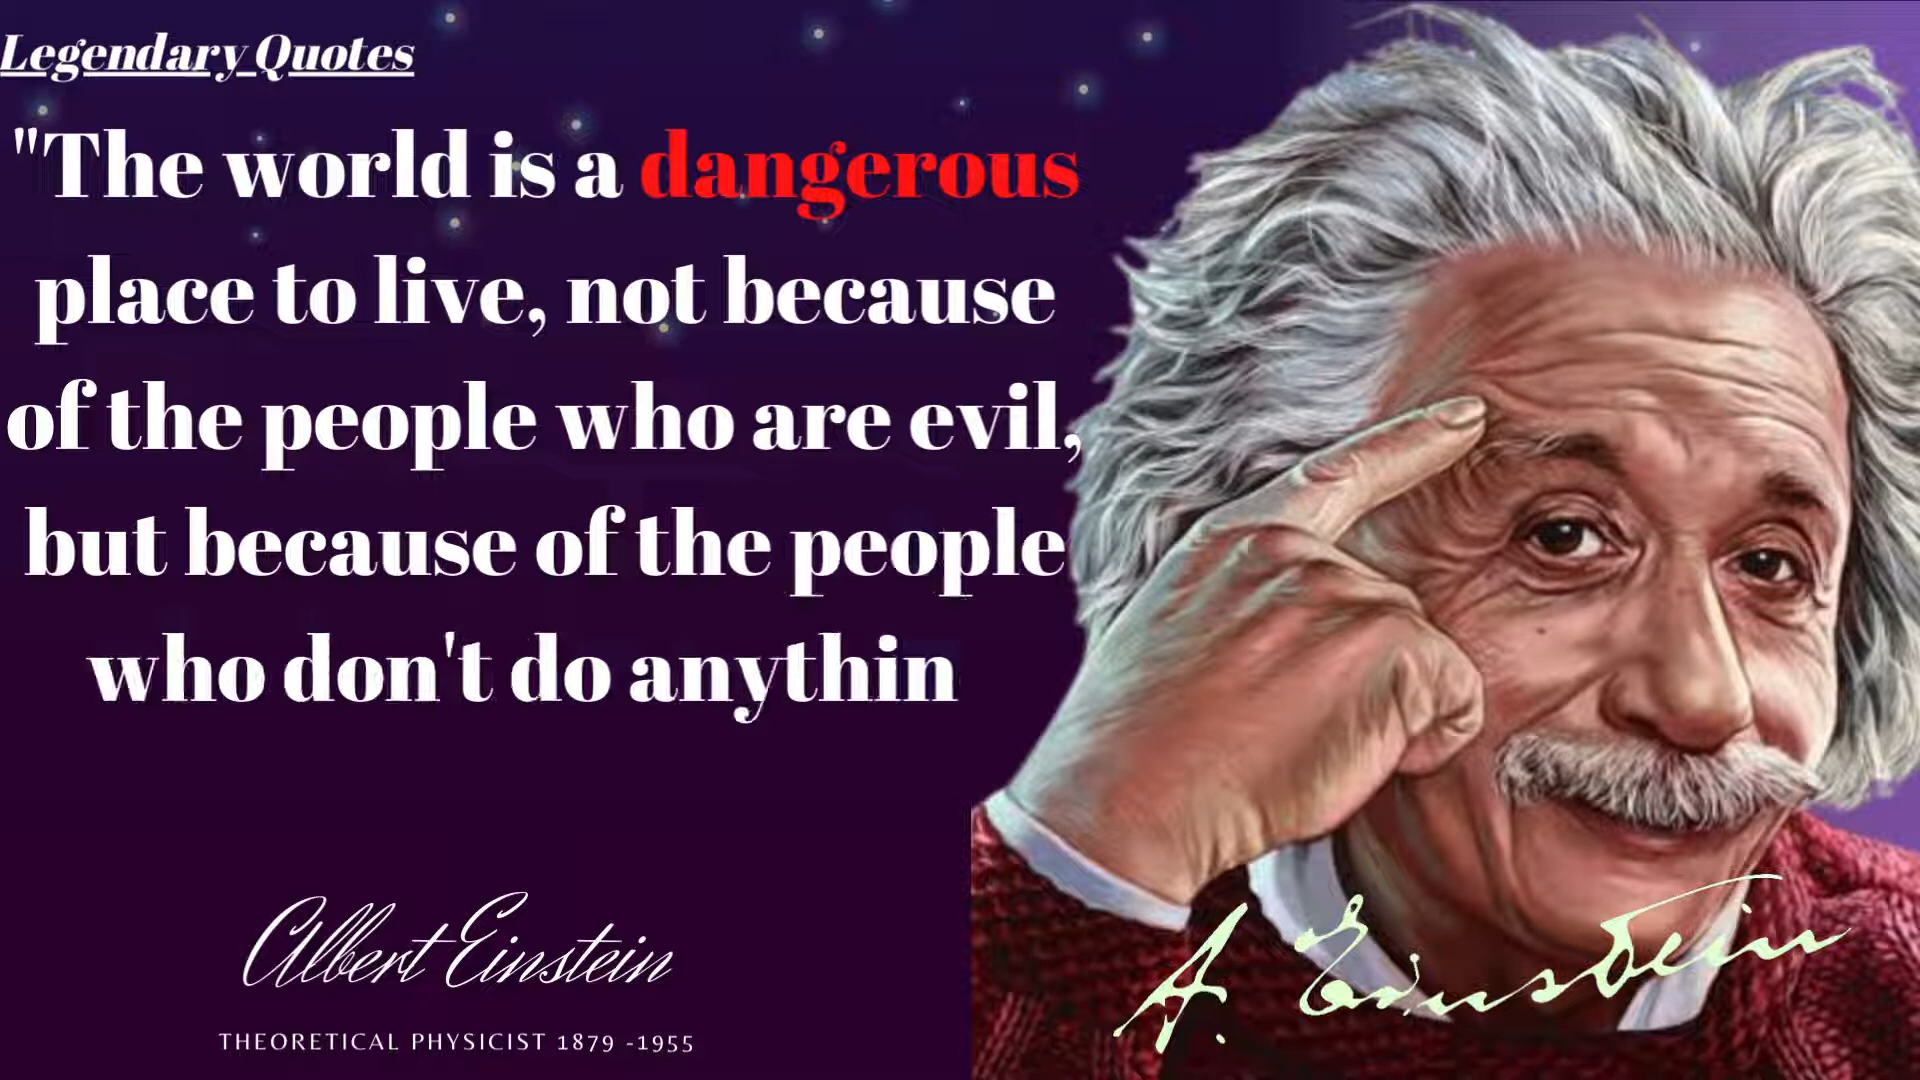 Legendary Quotes
"The world is a dangerous
place to live, not because
of the people who are evil,
but because of the people
who don't do anythin
Albert Einstein
THEORETICAL PHYSICIST 1879 -1955
A. Einstein